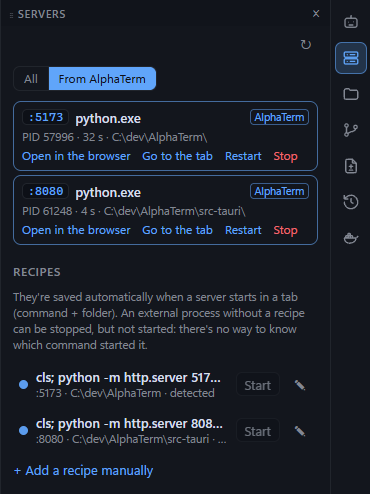 SERVERS
All
From AlphaTerm
:5173 python.exe AlphaTerm
PID 57996 · 32 s · C:\dev\AlphaTerm\
Open in the browser Go to the tab Restart Stop
:8080 python.exe AlphaTerm
PID 61248 · 4 s · C:\dev\AlphaTerm\src-tauri\
Open in the browser Go to the tab Restart Stop
RECIPES
They're saved automatically when a server starts in a tab
(command + folder). An external process without a recipe
can be stopped, but not started: there's no way to know
which command started it.
cls; python -m http.server 517... Start
:5173 · C:\dev\AlphaTerm · detected
cls; python -m http.server 808... Start
:8080 · C:\dev\AlphaTerm\src-tauri · ...
+ Add a recipe manually